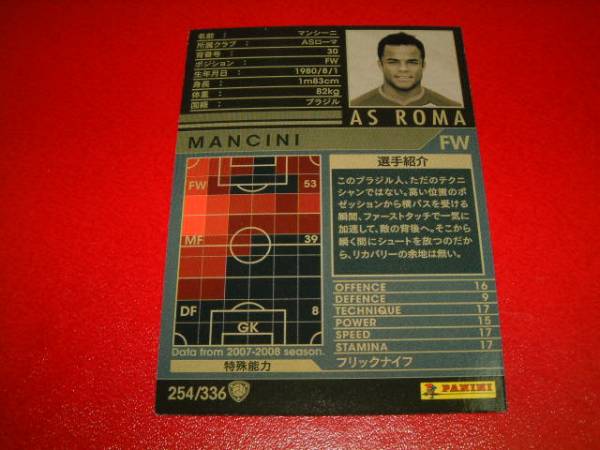 名前 : マンシーニ
所属クラブ : ASローマ
背番号 : 30
ポジション : FW
生年月日 : 1980/8/1
身長 : 1m83cm
体重 : 82kg
国籍 : ブラジル
AS ROMA
MANCINI
FW
FW 53
MF 39
DF 8
GK
Data from 2007-2008 season.
選手紹介
このブラジル人、ただのテクニ
シャンではない。高い位置のポ
ゼッションから横パスを受ける
瞬間、ファーストタッチで一気に
加速して、敵の背後へ。そこから
瞬く間にシュートを放つのだか
ら、リカバリーの余地は無い。
OFFENCE 16
DEFENCE 9
TECHNIQUE 17
POWER 15
SPEED 17
STAMINA 17
特殊能力 フリックナイフ
254/336
PANINI